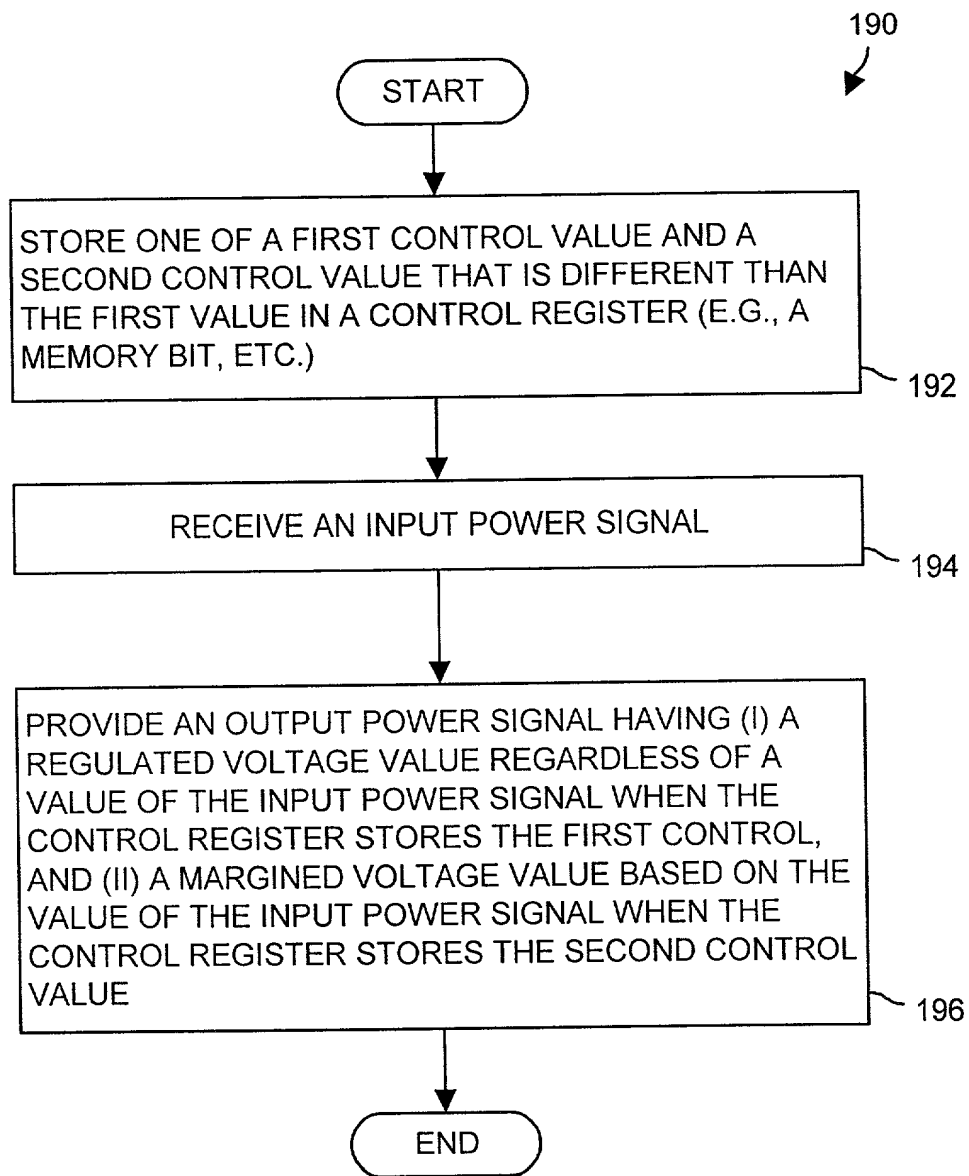 190
START
STORE ONE OF A FIRST CONTROL VALUE AND A
SECOND CONTROL VALUE THAT IS DIFFERENT THAN
THE FIRST VALUE IN A CONTROL REGISTER (E.G., A
MEMORY BIT, ETC.)
192
RECEIVE AN INPUT POWER SIGNAL
194
PROVIDE AN OUTPUT POWER SIGNAL HAVING (I) A
REGULATED VOLTAGE VALUE REGARDLESS OF A
VALUE OF THE INPUT POWER SIGNAL WHEN THE
CONTROL REGISTER STORES THE FIRST CONTROL,
AND (II) A MARGINED VOLTAGE VALUE BASED ON THE
VALUE OF THE INPUT POWER SIGNAL WHEN THE
CONTROL REGISTER STORES THE SECOND CONTROL
VALUE
196
END